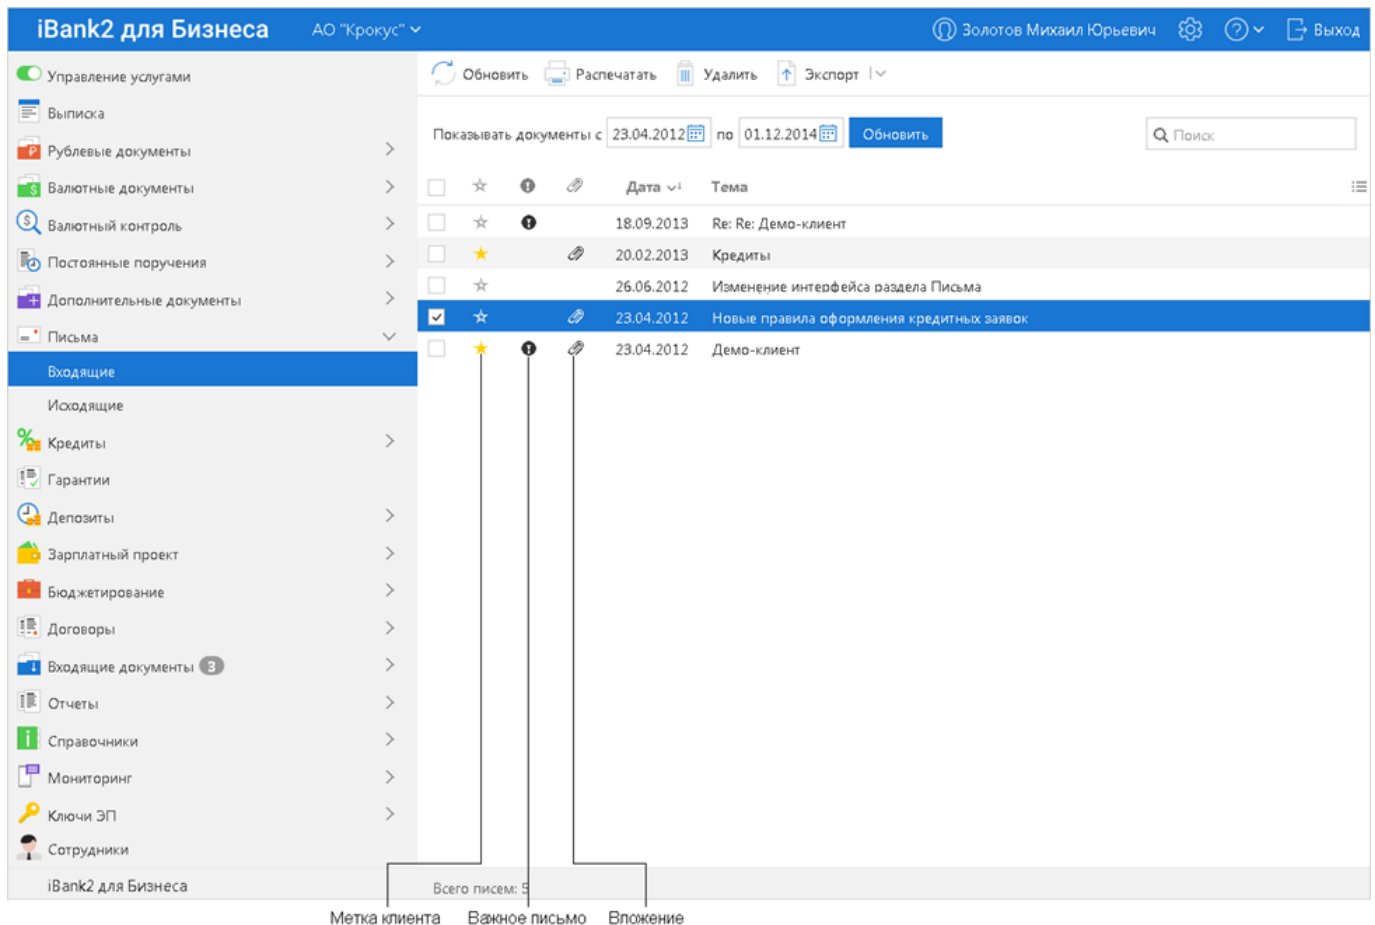 iBank2 для Бизнеса АО "Крокус" Золотов Михаил Юрьевич Выход
Управление услугами
Выписка
Рублевые документы
Валютные документы
Валютный контроль
Постоянные поручения
Дополнительные документы
Письма
Входящие
Исходящие
Кредиты
Гарантии
Депозиты
Зарплатный проект
Бюджетирование
Договоры
Входящие документы 3
Отчеты
Справочники
Мониторинг
Ключи ЭП
Сотрудники
iBank2 для Бизнеса
Обновить Распечатать Удалить Экспорт
Показывать документы с 23.04.2012 по 01.12.2014 Обновить Поиск
Дата Тема
18.09.2013 Re: Re: Демо-клиент
20.02.2013 Кредиты
26.06.2012 Изменение интерфейса раздела Письма
23.04.2012 Новые правила оформления кредитных заявок
23.04.2012 Демо-клиент
Всего писем: 5
Метка клиента Важное письмо Вложение